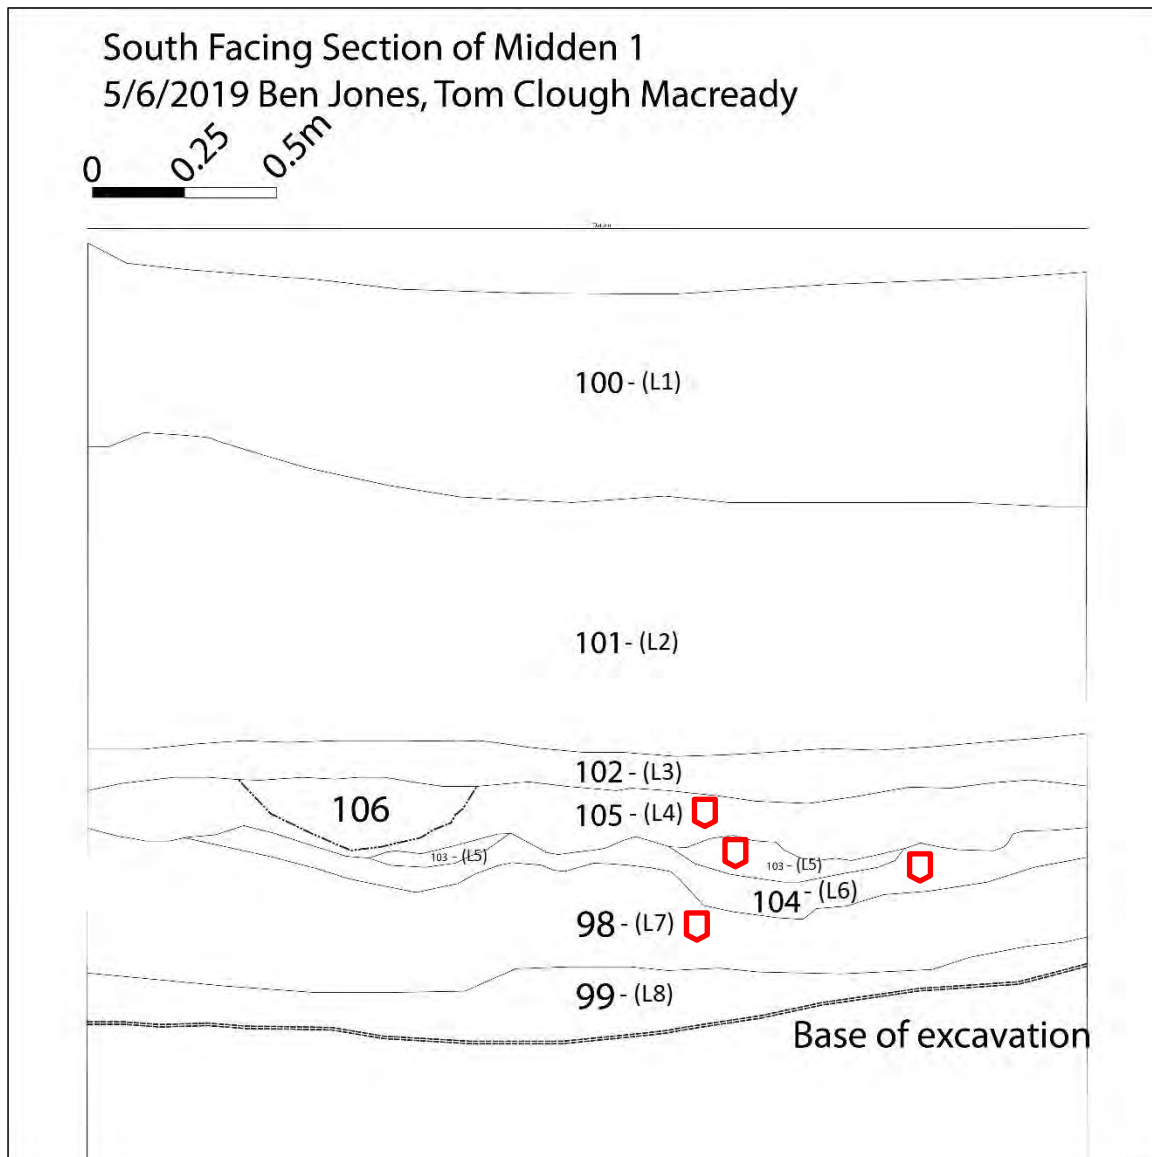 South Facing Section of Midden 1
5/6/2019 Ben Jones, Tom Clough Macready
0 0.25 0.5m
Datum
100 - (L1)
101 - (L2)
102 - (L3)
106
105 - (L4)
103 - (L5)
103 - (L5)
104 - (L6)
98 - (L7)
99 - (L8)
Base of excavation